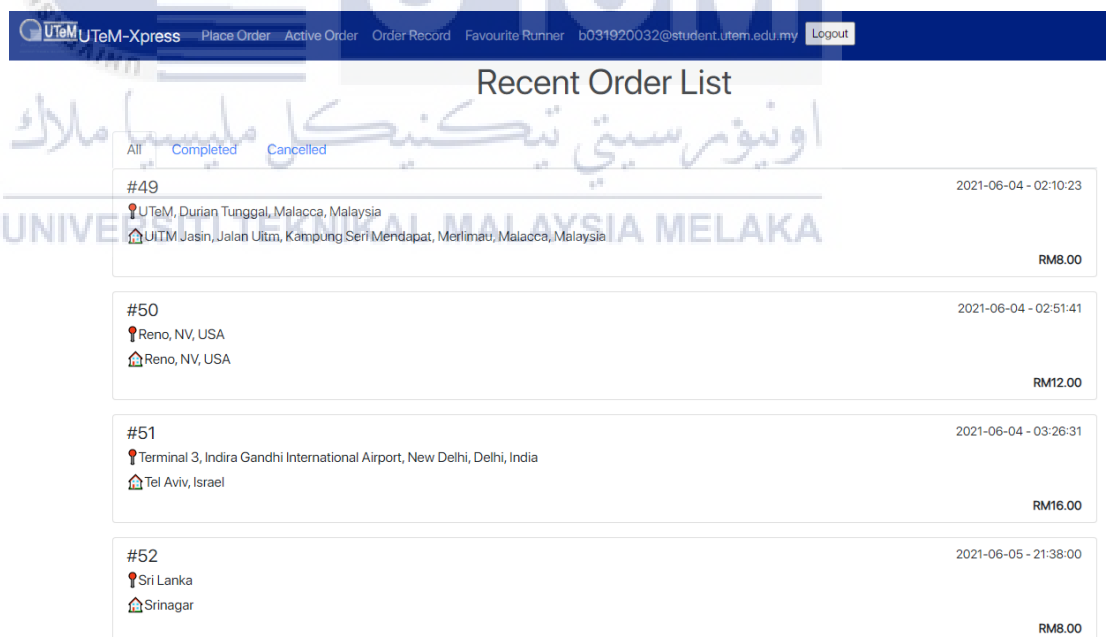 UTeM UTeM-Xpress Place Order Active Order Order Record Favourite Runner b031920032@student.utem.edu.my Logout
Recent Order List
اونيورسيتي تيكنيكل مليسيا ملاك
All Completed Cancelled
#49 2021-06-04 - 02:10:23
UTeM, Durian Tunggal, Malacca, Malaysia
UNIVERSITI TEKNIKAL MALAYSIA MELAKA
UiTM Jasin, Jalan Uitm, Kampung Seri Mendapat, Merlimau, Malacca, Malaysia
RM8.00
#50 2021-06-04 - 02:51:41
Reno, NV, USA
Reno, NV, USA
RM12.00
#51 2021-06-04 - 03:26:31
Terminal 3, Indira Gandhi International Airport, New Delhi, Delhi, India
Tel Aviv, Israel
RM16.00
#52 2021-06-05 - 21:38:00
Sri Lanka
Srinagar
RM8.00